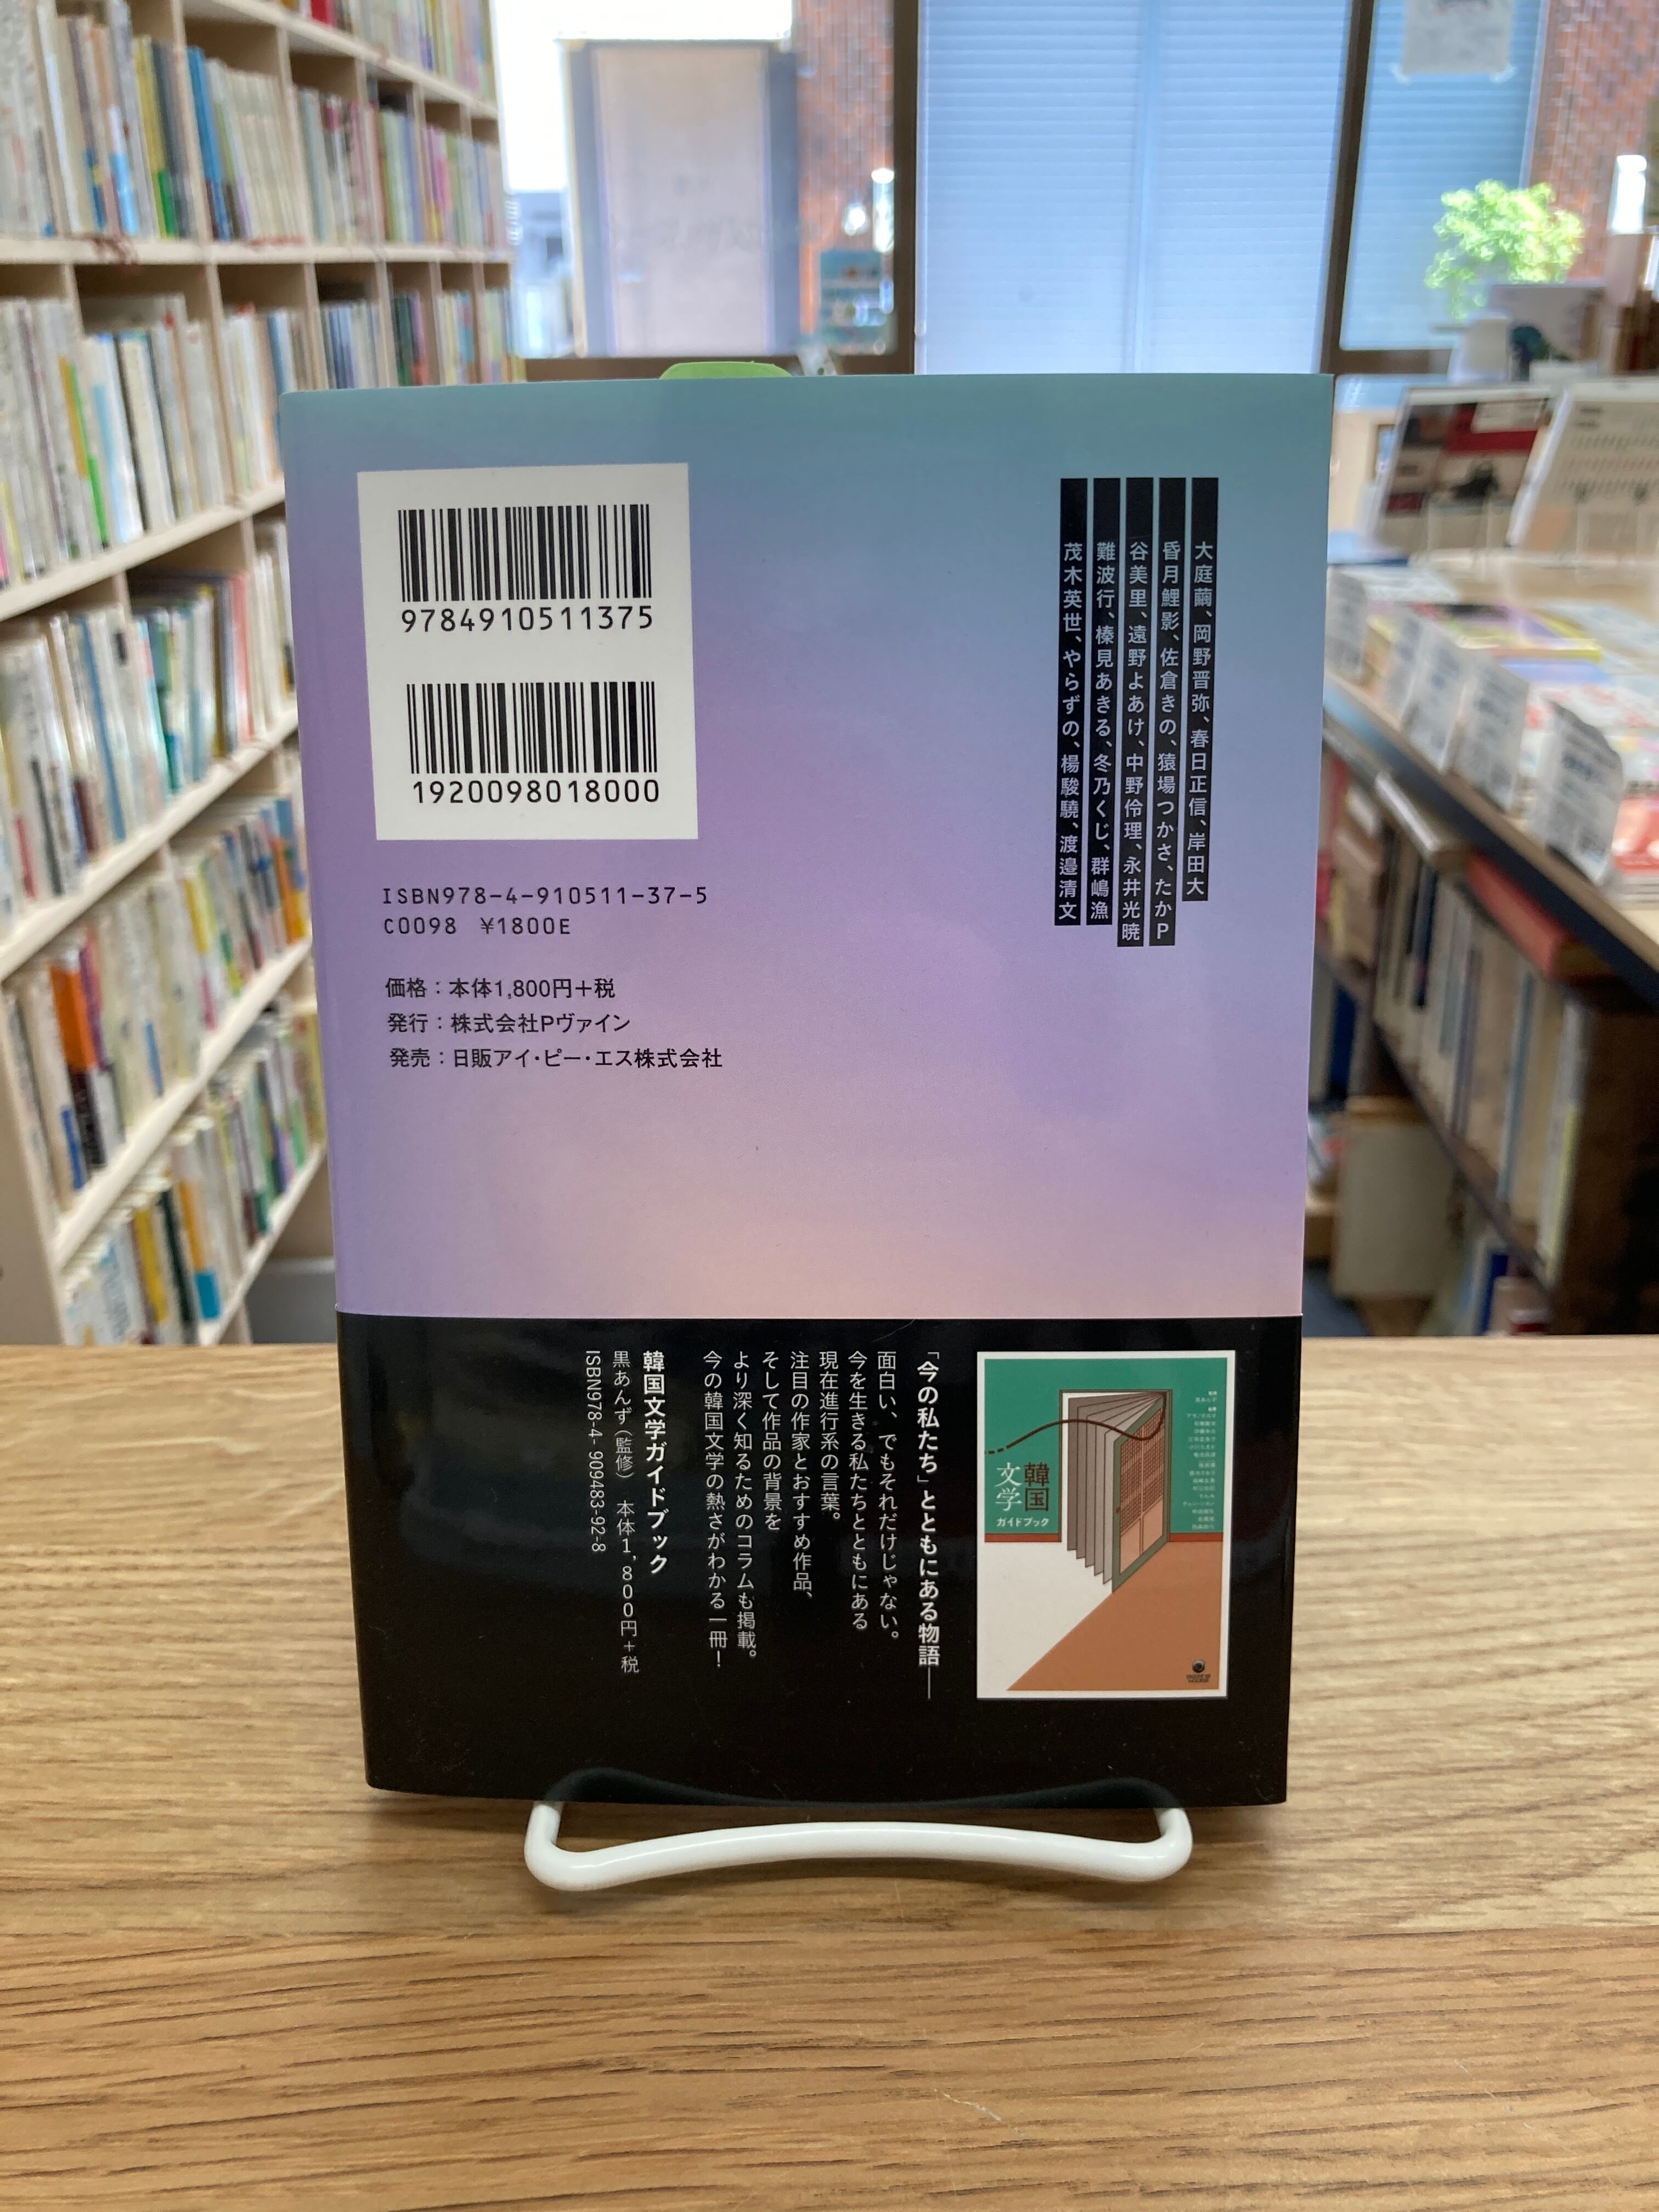 9784910511375
1920098018000
ISBN978-4-910511-37-5
C0098 ¥1800E
価格：本体1,800円＋税
発行：株式会社Pヴァイン
発売：日販アイ・ピー・エス株式会社
大庭繭、岡野晋弥、春日正信、岸田大
昏月鯉影、佐倉きの、猿場つかさ、たかP
谷美里、遠野よあけ、中野伶理、永井光暁
難波行、榛見あきる、冬乃くじ、群嶋漁
茂木英世、やらずの、楊駿驍、渡邉清文
韓国
文学
ガイドブック
「今の私たち」とともにある物語――
面白い、でもそれだけじゃない。
今を生きる私たちとともにある
現在進行系の言葉。
注目の作家とおすすめ作品、
そして作品の背景を
より深く知るためのコラムも掲載。
今の韓国文学の熱さがわかる一冊！
韓国文学ガイドブック
黒あんず（監修） 本体1,800円＋税
ISBN978-4-909483-92-8